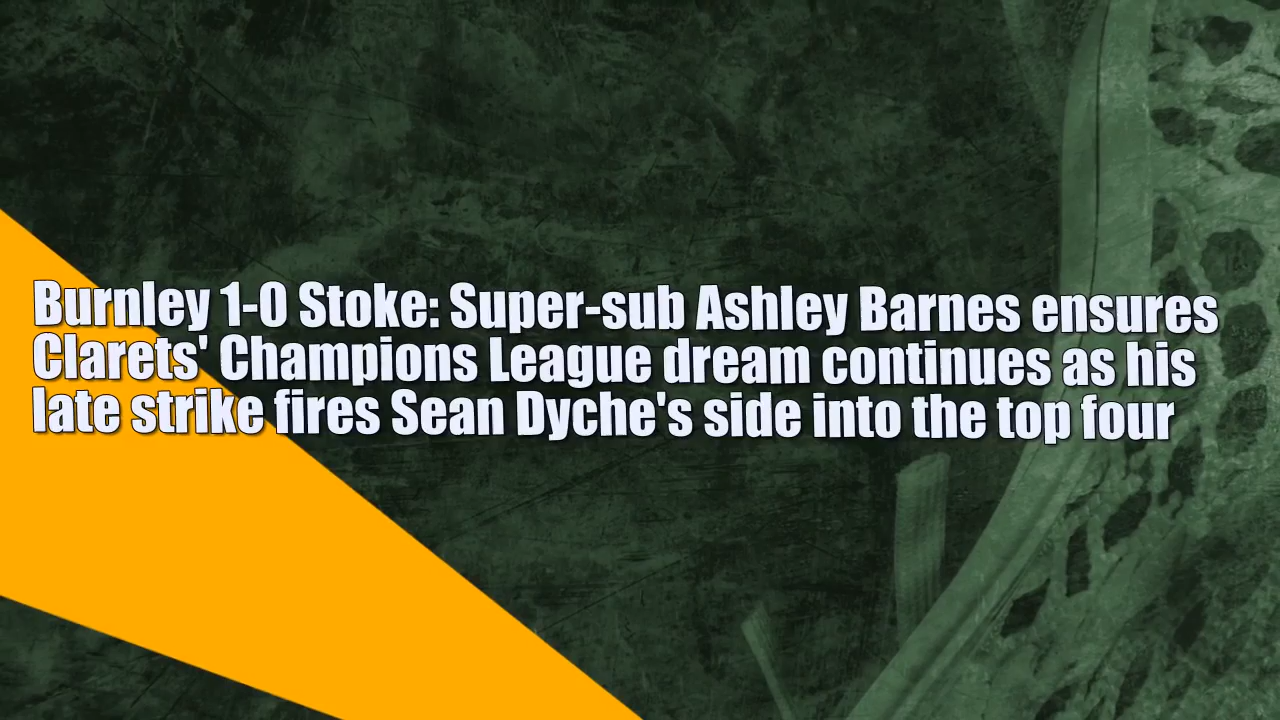 Burnley 1-0 Stoke: Super-sub Ashley Barnes ensures
Clarets' Champions League dream continues as his
late strike fires Sean Dyche's side into the top four